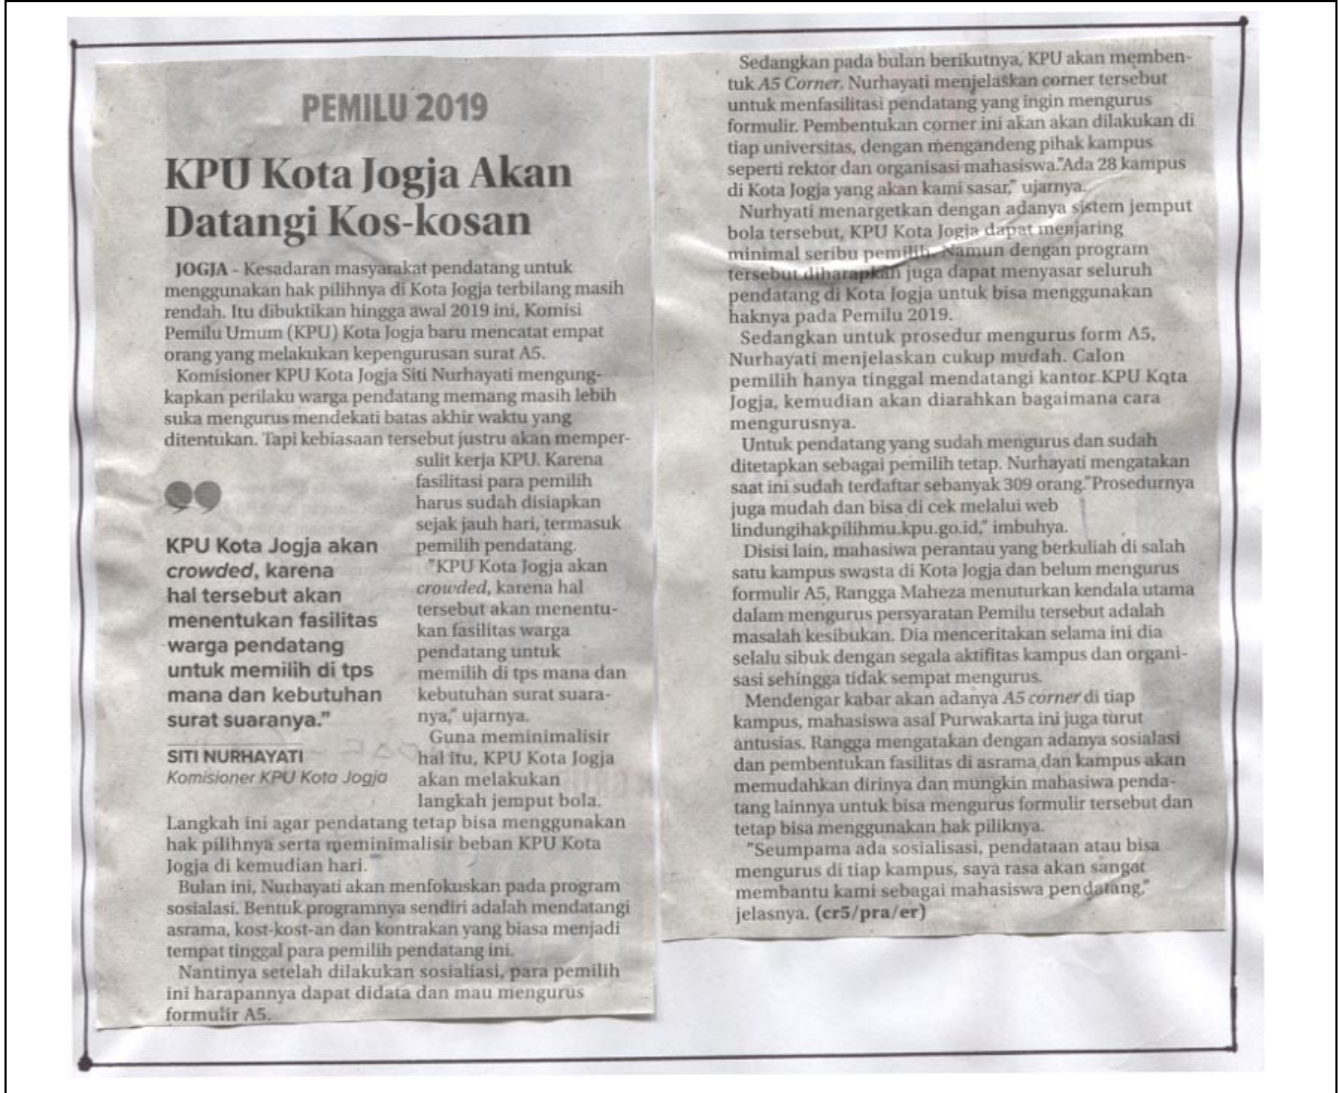 PEMILU 2019
KPU Kota Jogja Akan
Datangi Kos-kosan
JOGJA - Kesadaran masyarakat pendatang untuk
menggunakan hak pilihnya di Kota Jogja terbilang masih
rendah. Itu dibuktikan hingga awal 2019 ini, Komisi
Pemilu Umum (KPU) Kota Jogja baru mencatat empat
orang yang melakukan kepengurusan surat A5.
Komisioner KPU Kota Jogja Siti Nurhayati mengung-
kapkan perilaku warga pendatang memang masih lebih
suka mengurus mendekati batas akhir waktu yang
ditentukan. Tapi kebiasaan tersebut justru akan memper-
sulit kerja KPU. Karena
fasilitasi para pemilih
harus sudah disiapkan
sejak jauh hari, termasuk
pemilih pendatang.
"KPU Kota Jogja akan
crowded, karena hal
tersebut akan menentu-
kan fasilitas warga
pendatang untuk
memilih di tps mana dan
kebutuhan surat suara-
nya," ujarnya.
Guna meminimalisir
hal itu, KPU Kota Jogja
akan melakukan
langkah jemput bola.
KPU Kota Jogja akan
crowded, karena
hal tersebut akan
menentukan fasilitas
warga pendatang
untuk memilih di tps
mana dan kebutuhan
surat suaranya."
SITI NURHAYATI
Komisioner KPU Kota Jogja
Langkah ini agar pendatang tetap bisa menggunakan
hak pilihnya serta meminimalisir beban KPU Kota
Jogja di kemudian hari.
Bulan ini, Nurhayati akan menfokuskan pada program
sosialasi. Bentuk programnya sendiri adalah mendatangi
asrama, kost-kost-an dan kontrakan yang biasa menjadi
tempat tinggal para pemilih pendatang ini.
Nantinya setelah dilakukan sosialiasi, para pemilih
ini harapannya dapat didata dan mau mengurus
formulir A5.
Sedangkan pada bulan berikutnya, KPU akan memben-
tuk A5 Corner. Nurhayati menjelaskan corner tersebut
untuk menfasilitasi pendatang yang ingin mengurus
formulir. Pembentukan corner ini akan akan dilakukan di
tiap universitas, dengan mengandeng pihak kampus
seperti rektor dan organisasi mahasiswa."Ada 28 kampus
di Kota Jogja yang akan kami sasar," ujarnya.
Nurhyati menargetkan dengan adanya sistem jemput
bola tersebut, KPU Kota Jogja dapat menjaring
minimal seribu pemilih. Namun dengan program
tersebut diharapkan juga dapat menyasar seluruh
pendatang di Kota Jogja untuk bisa menggunakan
haknya pada Pemilu 2019.
Sedangkan untuk prosedur mengurus form A5,
Nurhayati menjelaskan cukup mudah. Calon
pemilih hanya tinggal mendatangi kantor KPU Kota
Jogja, kemudian akan diarahkan bagaimana cara
mengurusnya.
Untuk pendatang yang sudah mengurus dan sudah
ditetapkan sebagai pemilih tetap. Nurhayati mengatakan
saat ini sudah terdaftar sebanyak 309 orang."Prosedurnya
juga mudah dan bisa di cek melalui web
lindungihakpilihmu.kpu.go.id," imbuhya.
Disisi lain, mahasiwa perantau yang berkuliah di salah
satu kampus swasta di Kota Jogja dan belum mengurus
formulir A5, Rangga Maheza menuturkan kendala utama
dalam mengurus persyaratan Pemilu tersebut adalah
masalah kesibukan. Dia menceritakan selama ini dia
selalu sibuk dengan segala aktifitas kampus dan organi-
sasi sehingga tidak sempat mengurus.
Mendengar kabar akan adanya A5 corner di tiap
kampus, mahasiswa asal Purwakarta ini juga turut
antusias. Rangga mengatakan dengan adanya sosialasi
dan pembentukan fasilitas di asrama dan kampus akan
memudahkan dirinya dan mungkin mahasiwa penda-
tang lainnya untuk bisa mengurus formulir tersebut dan
tetap bisa menggunakan hak piliknya.
"Seumpama ada sosialisasi, pendataan atau bisa
mengurus di tiap kampus, saya rasa akan sangat
membantu kami sebagai mahasiswa pendatang,"
jelasnya. (cr5/pra/er)